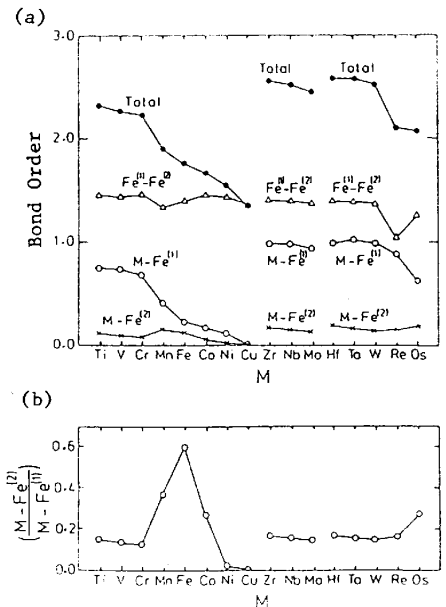 (a)
3.0
Total Total Total
2.0
Fe(1)-Fe(2) Fe(1)-Fe(2) Fe(1)-Fe(2)
Bond Order
1.0
M-Fe(1) M-Fe(1) M-Fe(1)
M-Fe(2) M-Fe(2) M-Fe(2)
0.0
Ti V Cr Mn Fe Co Ni Cu Zr Nb Mo Hf Ta W Re Os
M
(b)
0.6
0.4
(M-Fe(2)/M-Fe(1))
0.2
0.0
Ti V Cr Mn Fe Co Ni Cu Zr Nb Mo Hf Ta W Re Os
M